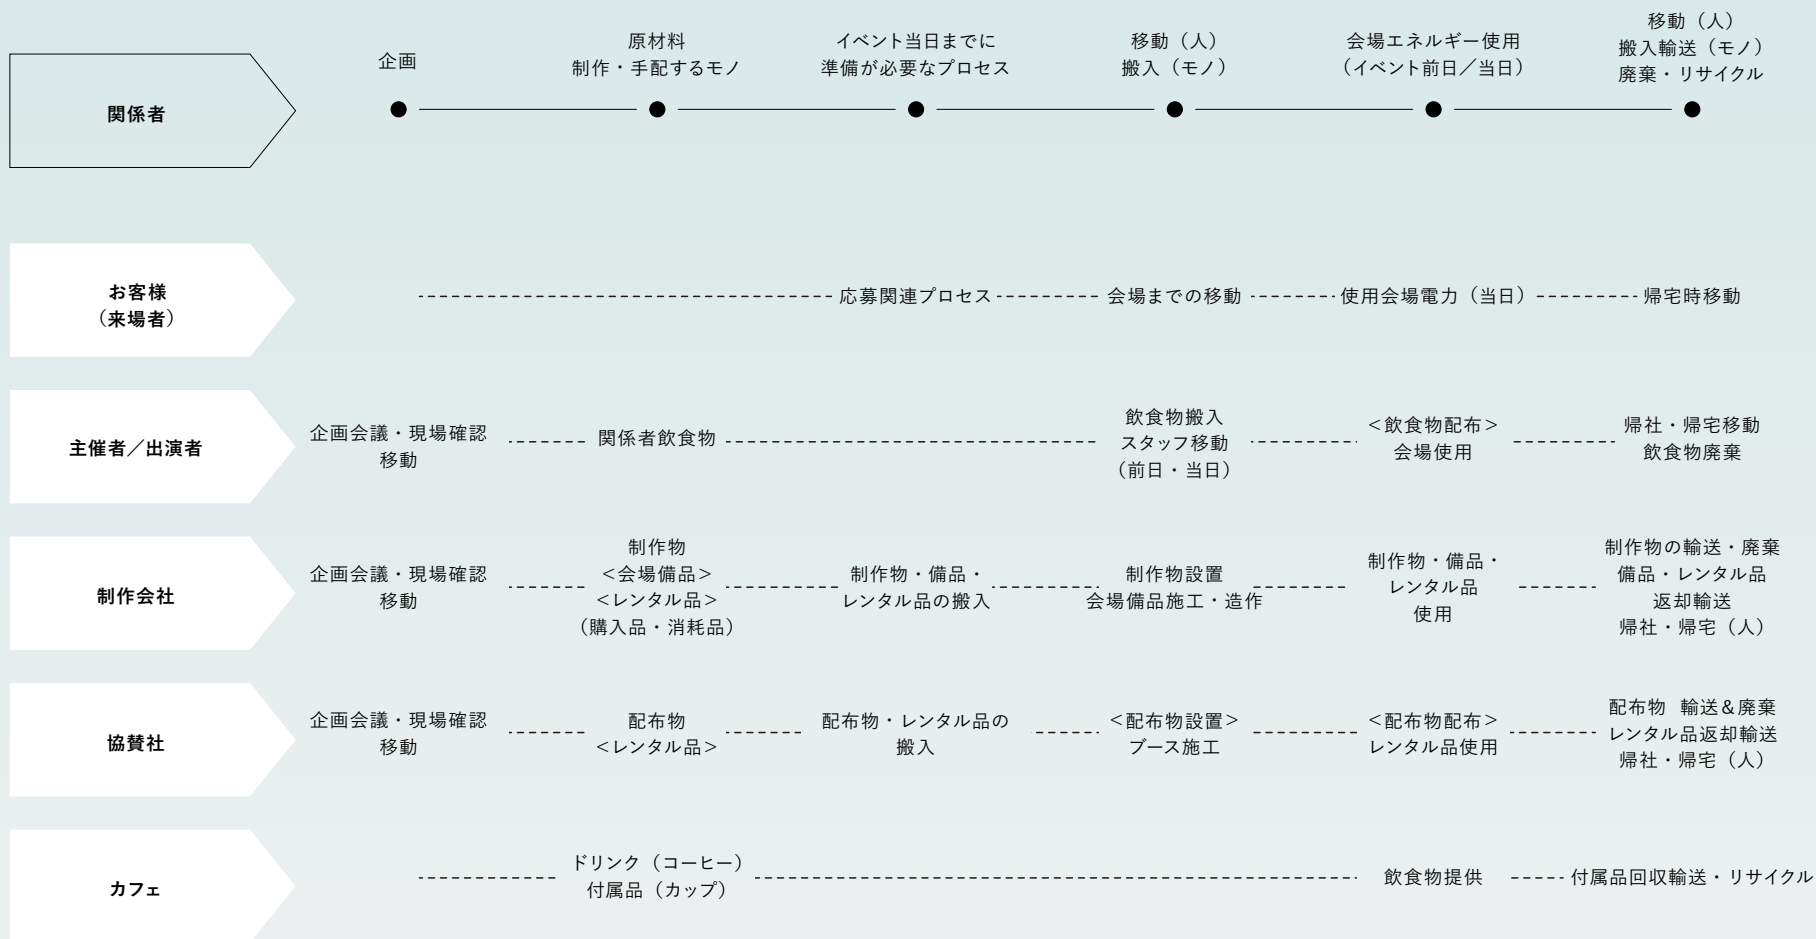 関係者
企画
原材料
制作・手配するモノ
イベント当日までに
準備が必要なプロセス
移動（人）
搬入（モノ）
会場エネルギー使用
（イベント前日／当日）
移動（人）
搬入輸送（モノ）
廃棄・リサイクル
お客様
（来場者）
応募関連プロセス
会場までの移動
使用会場電力（当日）
帰宅時移動
主催者／出演者
企画会議・現場確認
移動
関係者飲食物
飲食物搬入
スタッフ移動
（前日・当日）
＜飲食物配布＞
会場使用
帰社・帰宅移動
飲食物廃棄
制作会社
企画会議・現場確認
移動
制作物
＜会場備品＞
＜レンタル品＞
（購入品・消耗品）
制作物・備品・
レンタル品の搬入
制作物設置
会場備品施工・造作
制作物・備品・
レンタル品
使用
制作物の輸送・廃棄
備品・レンタル品
返却輸送
帰社・帰宅（人）
協賛社
企画会議・現場確認
移動
配布物
＜レンタル品＞
配布物・レンタル品の
搬入
＜配布物設置＞
ブース施工
＜配布物配布＞
レンタル品使用
配布物 輸送＆廃棄
レンタル品返却輸送
帰社・帰宅（人）
カフェ
ドリンク（コーヒー）
付属品（カップ）
飲食物提供
付属品回収輸送・リサイクル